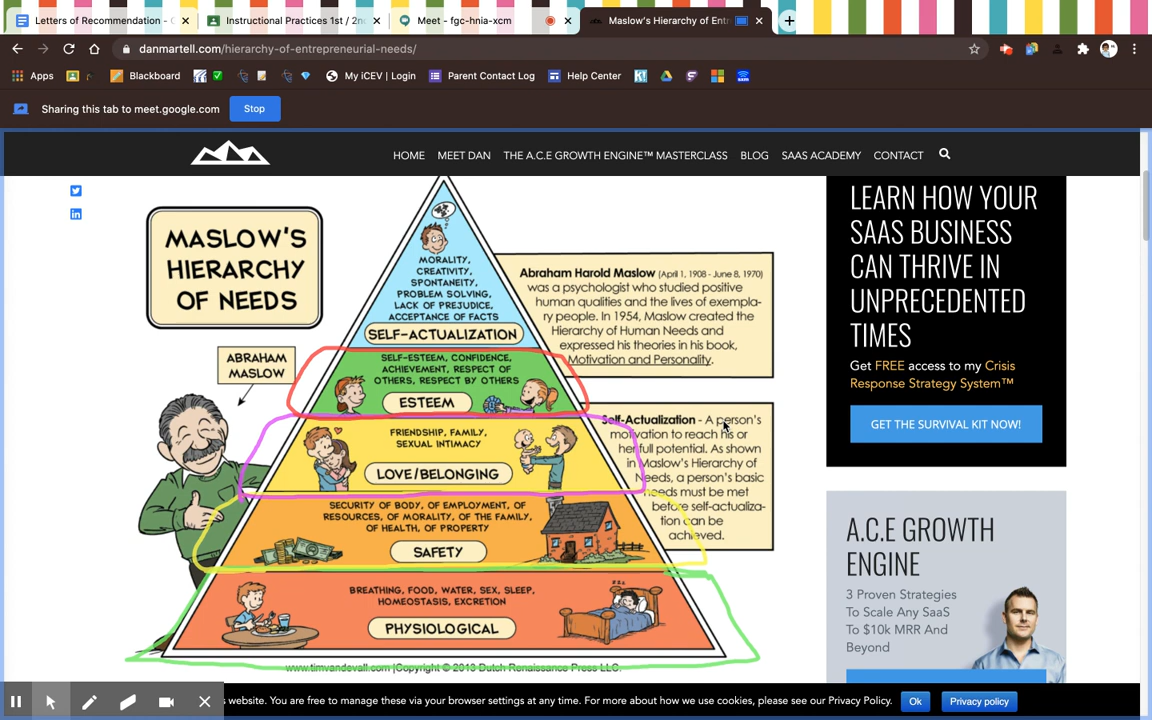 Letters of Recommendation -
Instructional Practices 1st / 2n
Meet - fgc-hnia-xcm
Maslow's Hierarchy of Entr
danmartell.com/hierarchy-of-entrepreneurial-needs/
Apps
Blackboard
My iCEV | Login
Parent Contact Log
Help Center
Sharing this tab to meet.google.com
Stop
HOME
MEET DAN
THE A.C.E GROWTH ENGINE™ MASTERCLASS
BLOG
SAAS ACADEMY
CONTACT
MASLOW'S
HIERARCHY
OF NEEDS
ABRAHAM
MASLOW
MORALITY,
CREATIVITY,
SPONTANEITY,
PROBLEM SOLVING,
LACK OF PREJUDICE,
ACCEPTANCE OF FACTS
SELF-ACTUALIZATION
SELF-ESTEEM, CONFIDENCE,
ACHIEVEMENT, RESPECT OF
OTHERS, RESPECT BY OTHERS
ESTEEM
FRIENDSHIP, FAMILY,
SEXUAL INTIMACY
LOVE/BELONGING
SECURITY OF BODY, OF EMPLOYMENT, OF
RESOURCES, OF MORALITY, OF THE FAMILY,
OF HEALTH, OF PROPERTY
SAFETY
BREATHING, FOOD, WATER, SEX, SLEEP,
HOMEOSTASIS, EXCRETION
PHYSIOLOGICAL
zzz
Abraham Harold Maslow (April 1, 1908 - June 8, 1970)
was a psychologist who studied positive
human qualities and the lives of exempla-
ry people. In 1954, Maslow created the
Hierarchy of Human Needs and
expressed his theories in his book,
Motivation and Personality.
Self-Actualization - A person's
motivation to reach his or
her full potential. As shown
in Maslow's Hierarchy of
Needs, a person's basic
needs must be met
before self-actualiza-
tion can be
achieved.
www.timvandevall.com | Copyright © 2013 Dutch Renaissance Press LLC.
LEARN HOW YOUR
SAAS BUSINESS
CAN THRIVE IN
UNPRECEDENTED
TIMES
Get FREE access to my Crisis
Response Strategy System™
GET THE SURVIVAL KIT NOW!
A.C.E GROWTH
ENGINE
3 Proven Strategies
To Scale Any SaaS
To $10k MRR And
Beyond
s website. You are free to manage these via your browser settings at any time. For more about how we use cookies, please see our Privacy Policy.
Ok
Privacy policy